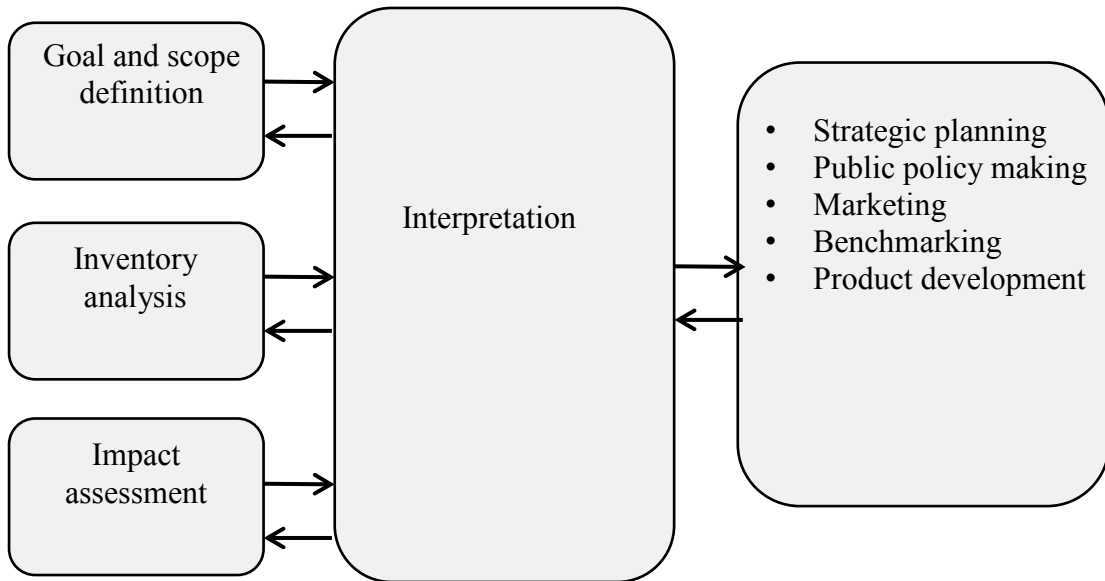 Goal and scope
definition
Inventory
analysis
Impact
assessment
Interpretation
• Strategic planning
• Public policy making
• Marketing
• Benchmarking
• Product development